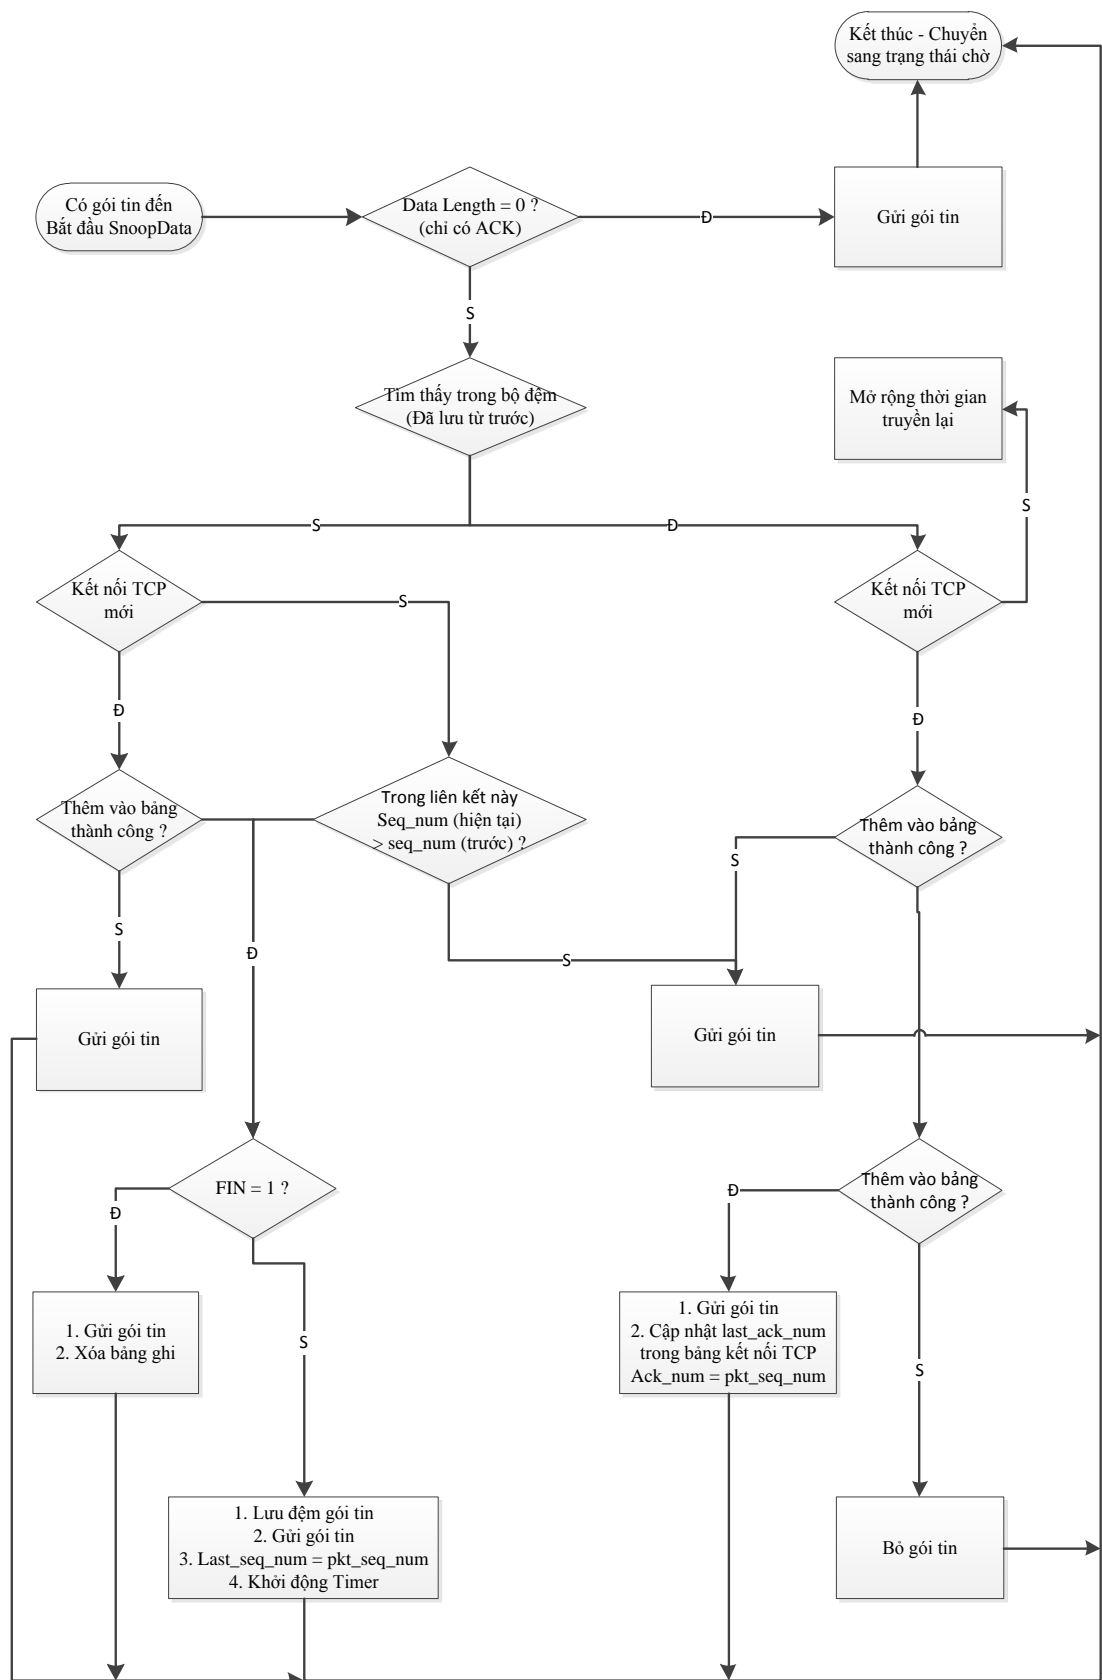 Kết thúc - Chuyển
sang trạng thái chờ
Có gói tin đến
Bắt đầu SnoopData
Data Length = 0 ?
(chỉ có ACK)
Đ
Gửi gói tin
S
Tìm thấy trong bộ đệm
(Đã lưu từ trước)
Mở rộng thời gian
truyền lại
S
S
Đ
Kết nối TCP
mới
S
Kết nối TCP
mới
Đ
Đ
Thêm vào bảng
thành công ?
Trong liên kết này
Seq_num (hiện tại)
> seq_num (trước) ?
Thêm vào bảng
thành công ?
S
S
Đ
S
Gửi gói tin
Gửi gói tin
FIN = 1 ?
Thêm vào bảng
thành công ?
Đ
Đ
1. Gửi gói tin
2. Xóa bảng ghi
S
1. Gửi gói tin
2. Cập nhật last_ack_num
trong bảng kết nối TCP
Ack_num = pkt_seq_num
S
1. Lưu đệm gói tin
2. Gửi gói tin
3. Last_seq_num = pkt_seq_num
4. Khởi động Timer
Bỏ gói tin